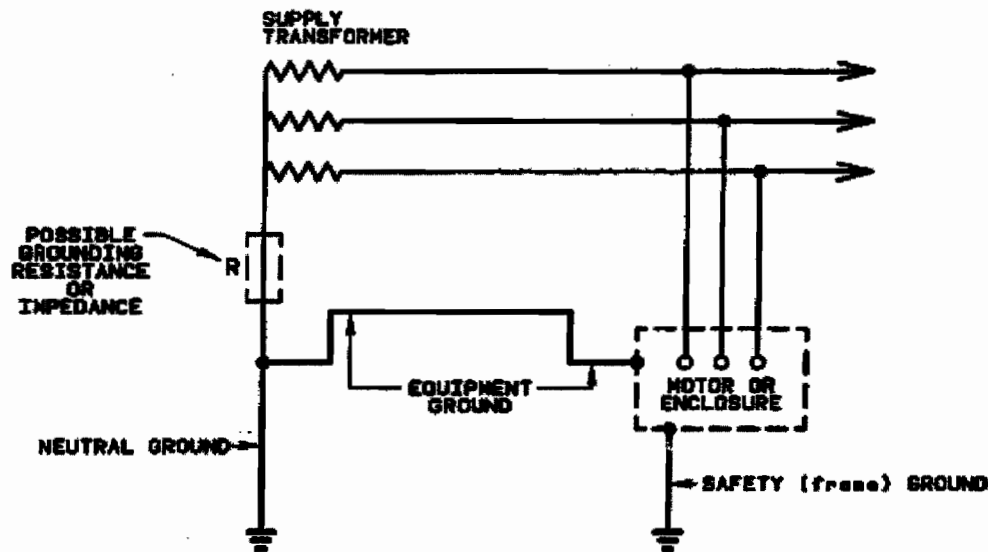 SUPPLY
TRANSFORMER
POSSIBLE
GROUNDING
RESISTANCE
OR
IMPEDANCE
R
EQUIPMENT
GROUND
MOTOR OR
ENCLOSURE
NEUTRAL GROUND
SAFETY (frame) GROUND